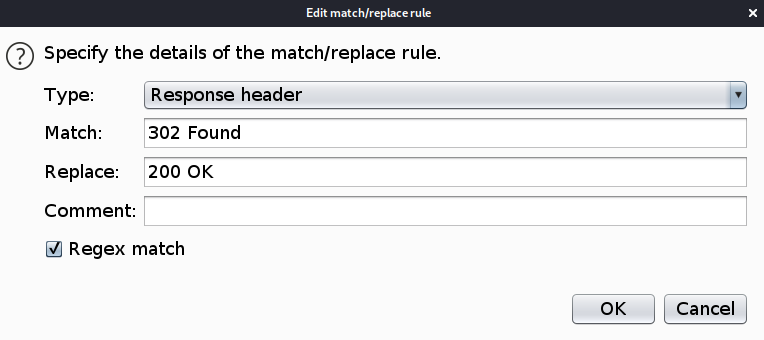 Edit match/replace rule
Specify the details of the match/replace rule.
Type: Response header
Match: 302 Found
Replace: 200 OK
Comment:
Regex match
OK Cancel